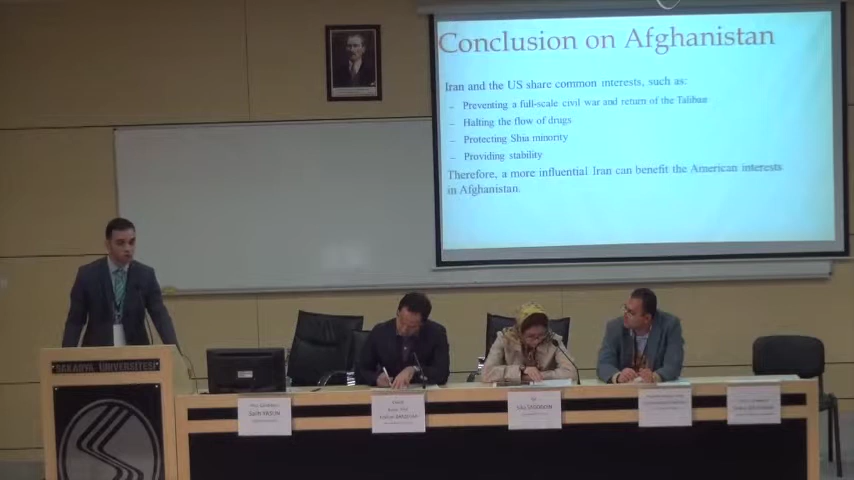 Conclusion on Afghanistan
Iran and the US share common interests, such as:
– Preventing a full-scale civil war and return of the Taliban
– Halting the flow of drugs
– Protecting Shia minority
– Providing stability
Therefore, a more influential Iran can benefit the American interests
in Afghanistan.
SAKARYA ÜNİVERSİTESİ